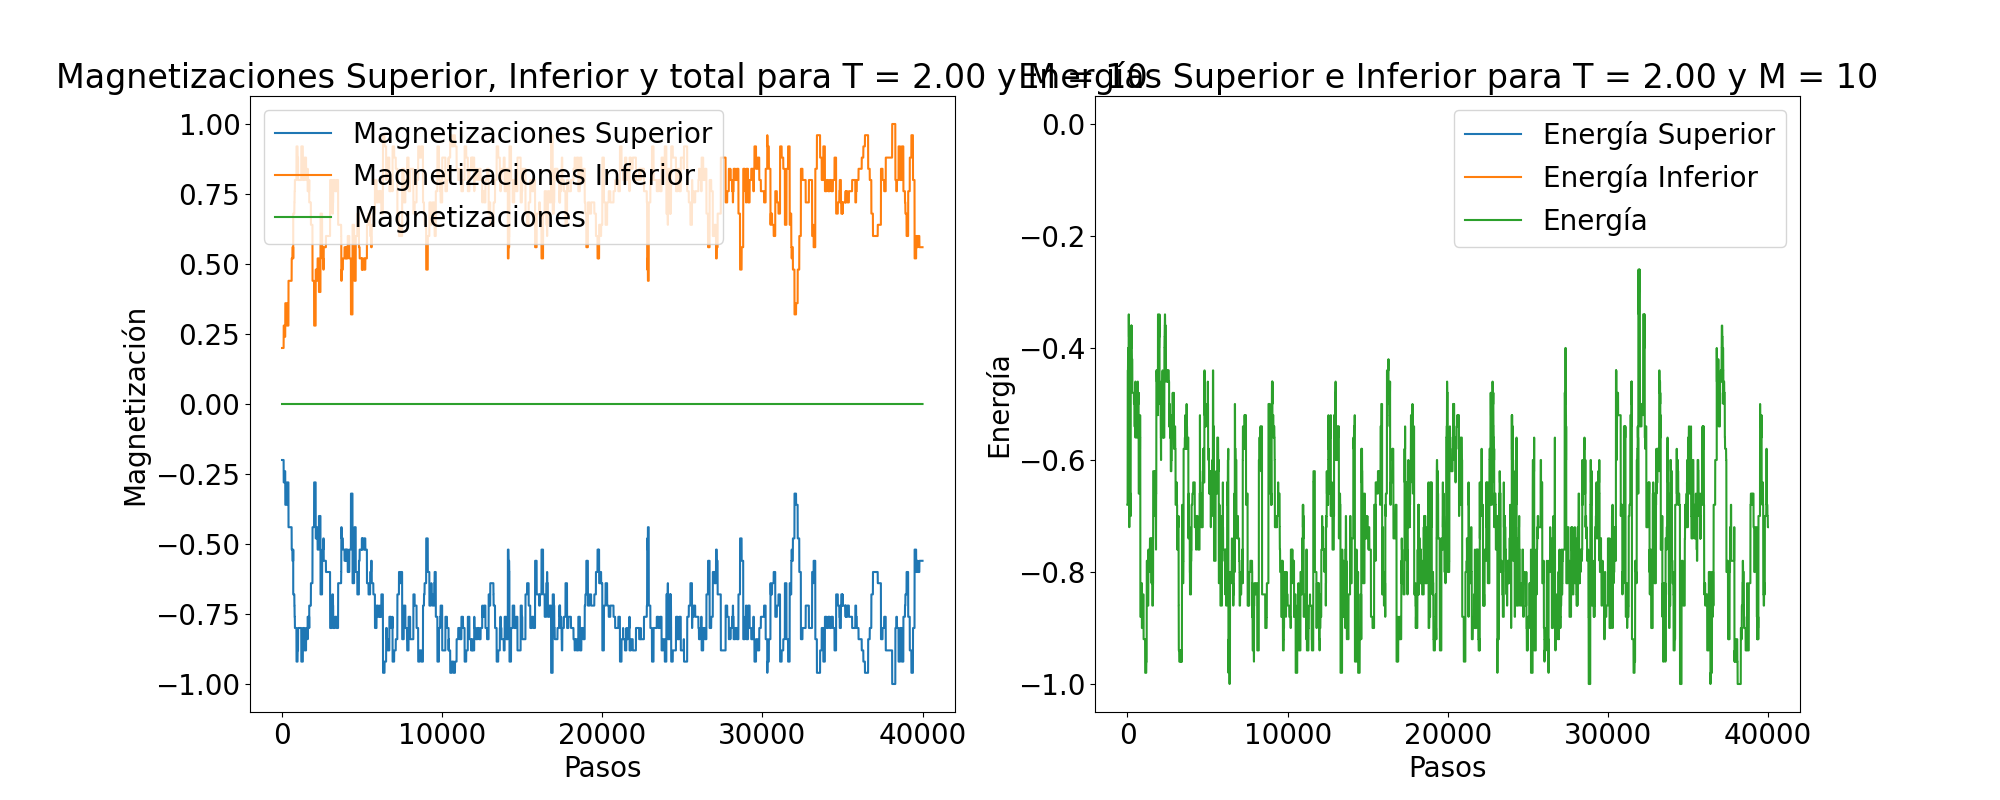 Magnetizaciones Superior, Inferior y total para T = 2.00 y M = 10
Energías Superior e Inferior para T = 2.00 y M = 10
Magnetizaciones Superior
Magnetizaciones Inferior
Magnetizaciones
1.00
0.75
0.50
0.25
0.00
−0.25
−0.50
−0.75
−1.00
Magnetización
0
10000
20000
30000
40000
Pasos
Energía Superior
Energía Inferior
Energía
0.0
−0.2
−0.4
−0.6
−0.8
−1.0
Energía
0
10000
20000
30000
40000
Pasos